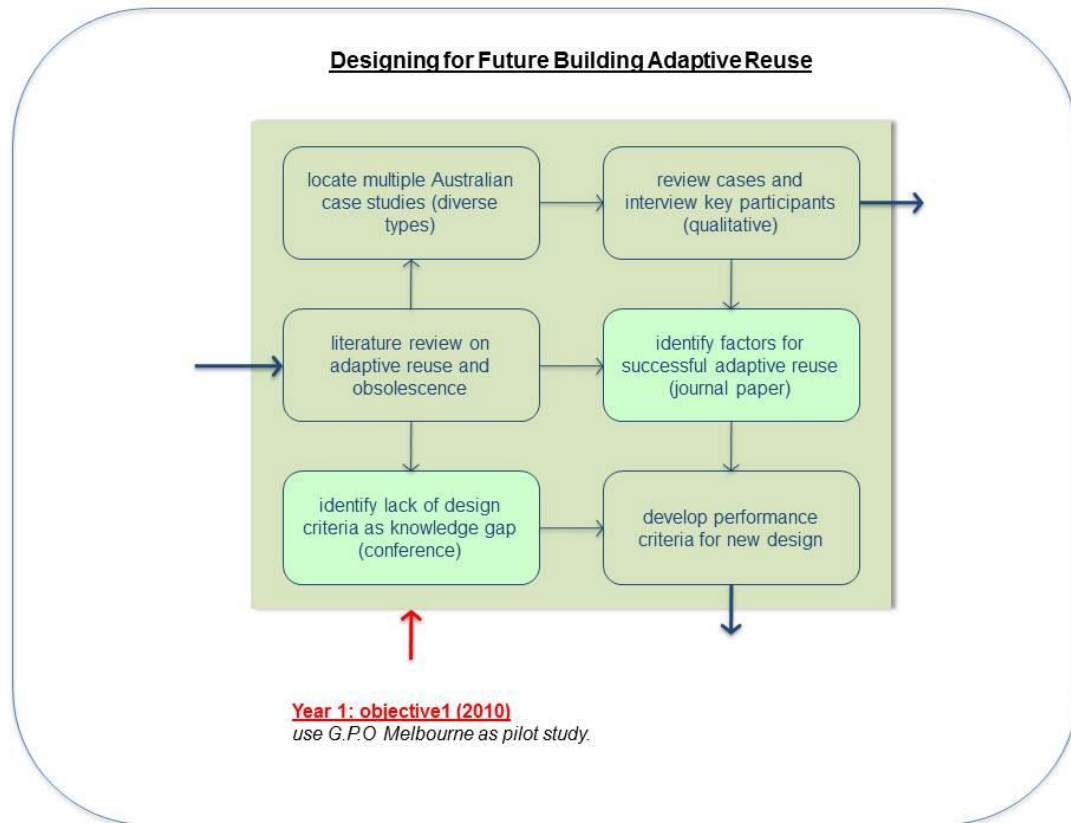 Designing for Future Building Adaptive Reuse
locate multiple Australian
case studies (diverse
types)
review cases and
interview key participants
(qualitative)
literature review on
adaptive reuse and
obsolescence
identify factors for
successful adaptive reuse
(journal paper)
identify lack of design
criteria as knowledge gap
(conference)
develop performance
criteria for new design
Year 1: objective1 (2010)
use G.P.O Melbourne as pilot study.